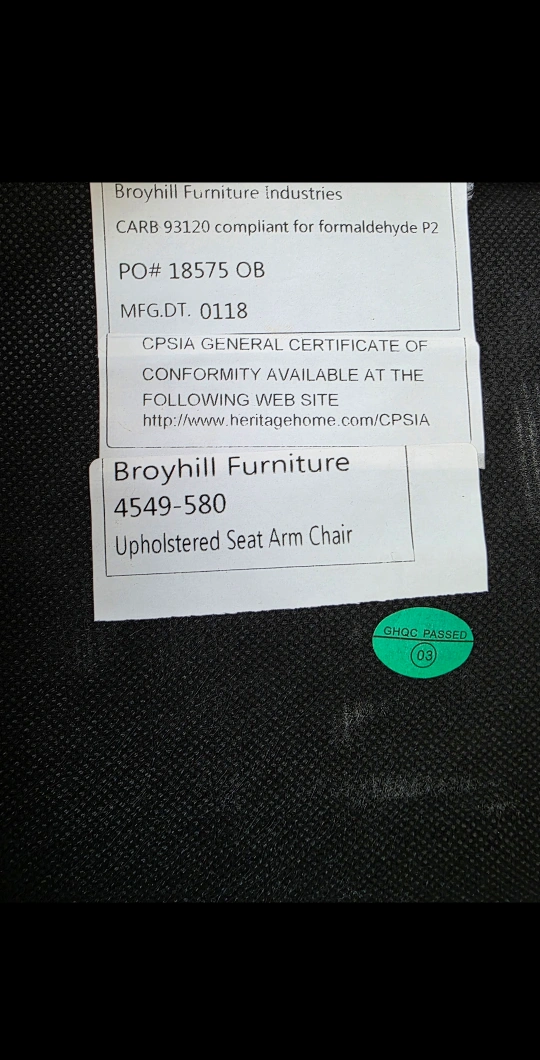 Broyhill Furniture Industries
CARB 93120 compliant for formaldehyde P2
PO# 18575 OB
MFG.DT. 0118
CPSIA GENERAL CERTIFICATE OF
CONFORMITY AVAILABLE AT THE
FOLLOWING WEB SITE
http://www.heritagehome.com/CPSIA
Broyhill Furniture
4549-580
Upholstered Seat Arm Chair
GHQC PASSED
03